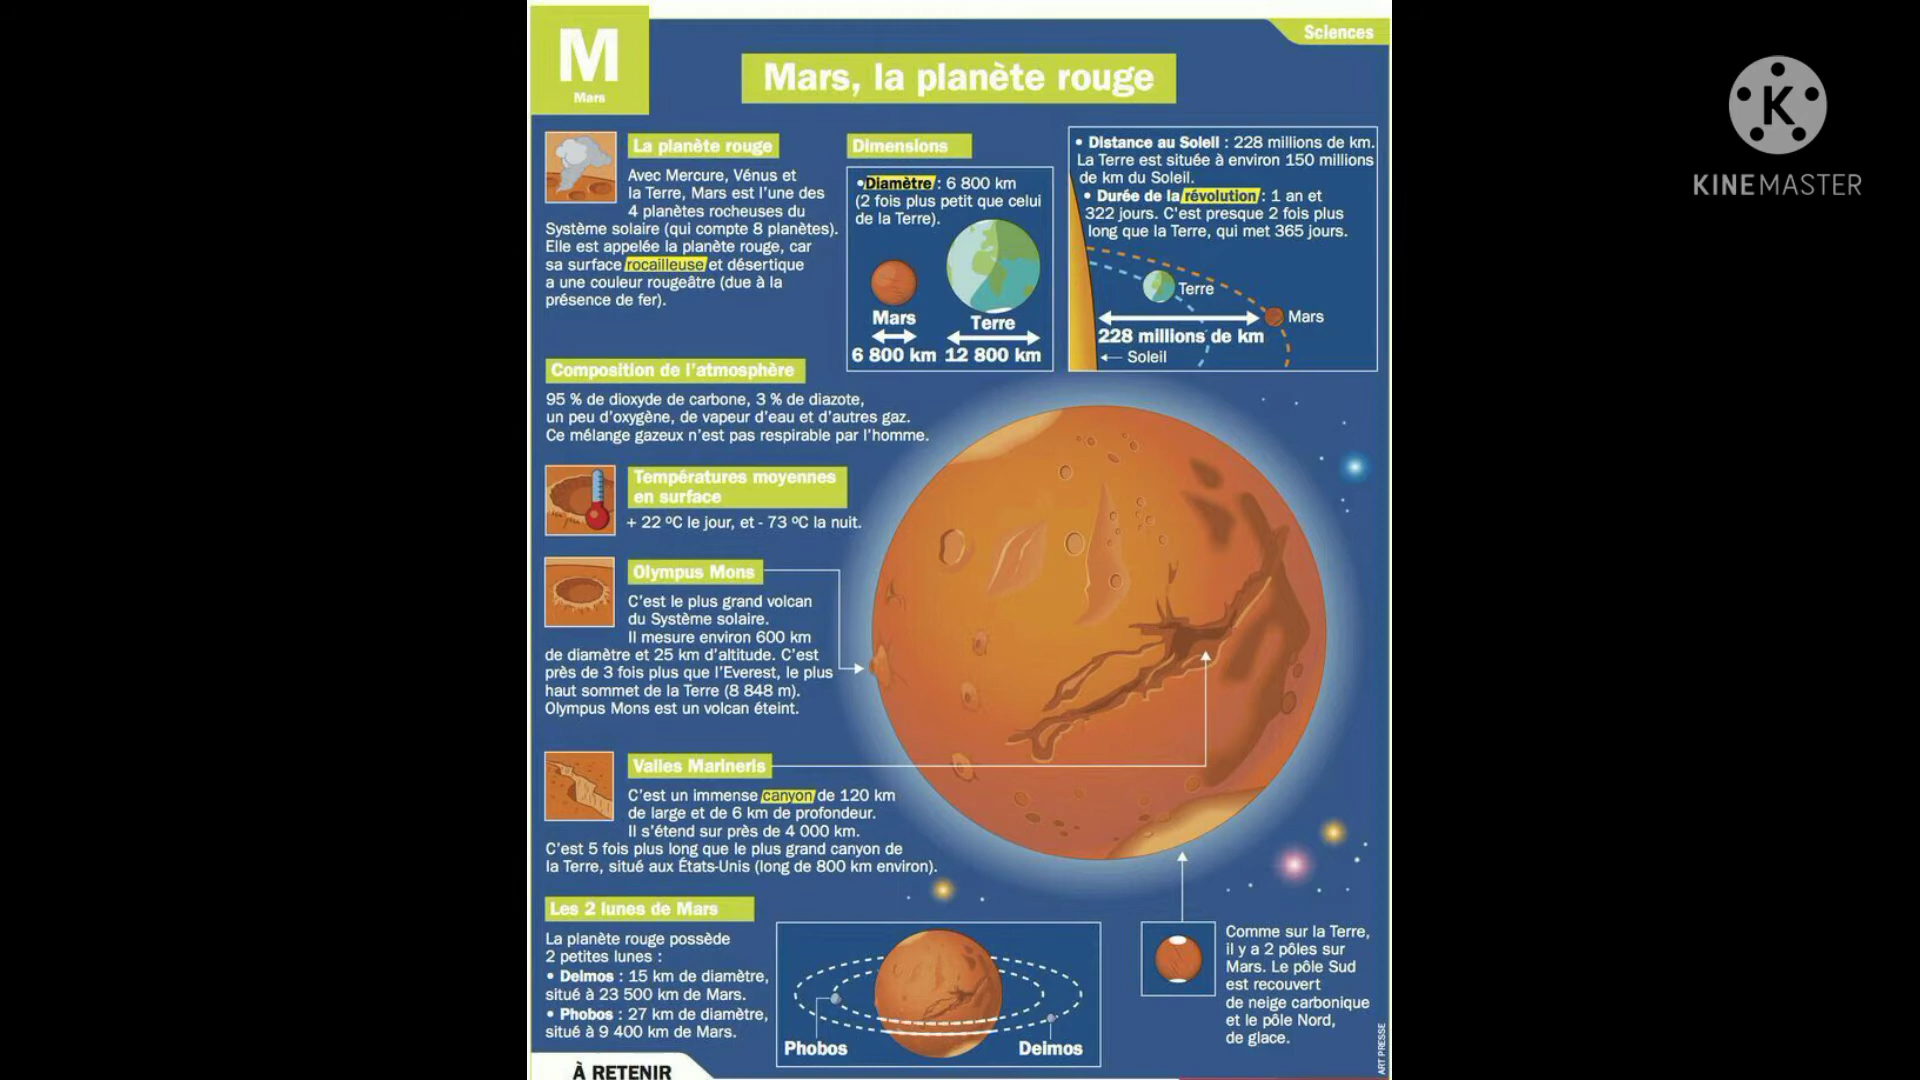 M
Mars
Sciences
Mars, la planète rouge
La planète rouge
Avec Mercure, Vénus et
la Terre, Mars est l'une des
4 planètes rocheuses du
Système solaire (qui compte 8 planètes).
Elle est appelée la planète rouge, car
sa surface rocailleuse et désertique
a une couleur rougeâtre (due à la
présence de fer).
Dimensions
•Diamètre : 6 800 km
(2 fois plus petit que celui
de la Terre).
Mars
Terre
6 800 km 12 800 km
• Distance au Soleil : 228 millions de km.
La Terre est située à environ 150 millions
de km du Soleil.
• Durée de la révolution : 1 an et
322 jours. C'est presque 2 fois plus
long que la Terre, qui met 365 jours.
Terre
Mars
228 millions de km
Soleil
Composition de l'atmosphère
95 % de dioxyde de carbone, 3 % de diazote,
un peu d'oxygène, de vapeur d'eau et d'autres gaz.
Ce mélange gazeux n'est pas respirable par l'homme.
Températures moyennes
en surface
+ 22 ºC le jour, et - 73 ºC la nuit.
Olympus Mons
C'est le plus grand volcan
du Système solaire.
Il mesure environ 600 km
de diamètre et 25 km d'altitude. C'est
près de 3 fois plus que l'Everest, le plus
haut sommet de la Terre (8 848 m).
Olympus Mons est un volcan éteint.
Valles Marineris
C'est un immense canyon de 120 km
de large et de 6 km de profondeur.
Il s'étend sur près de 4 000 km.
C'est 5 fois plus long que le plus grand canyon de
la Terre, situé aux États-Unis (long de 800 km environ).
Les 2 lunes de Mars
La planète rouge possède
2 petites lunes :
• Deimos : 15 km de diamètre,
situé à 23 500 km de Mars.
• Phobos : 27 km de diamètre,
situé à 9 400 km de Mars.
Phobos
Deimos
Comme sur la Terre,
il y a 2 pôles sur
Mars. Le pôle Sud
est recouvert
de neige carbonique
et le pôle Nord,
de glace.
ART PRESSE
À RETENIR
K
KINEMASTER